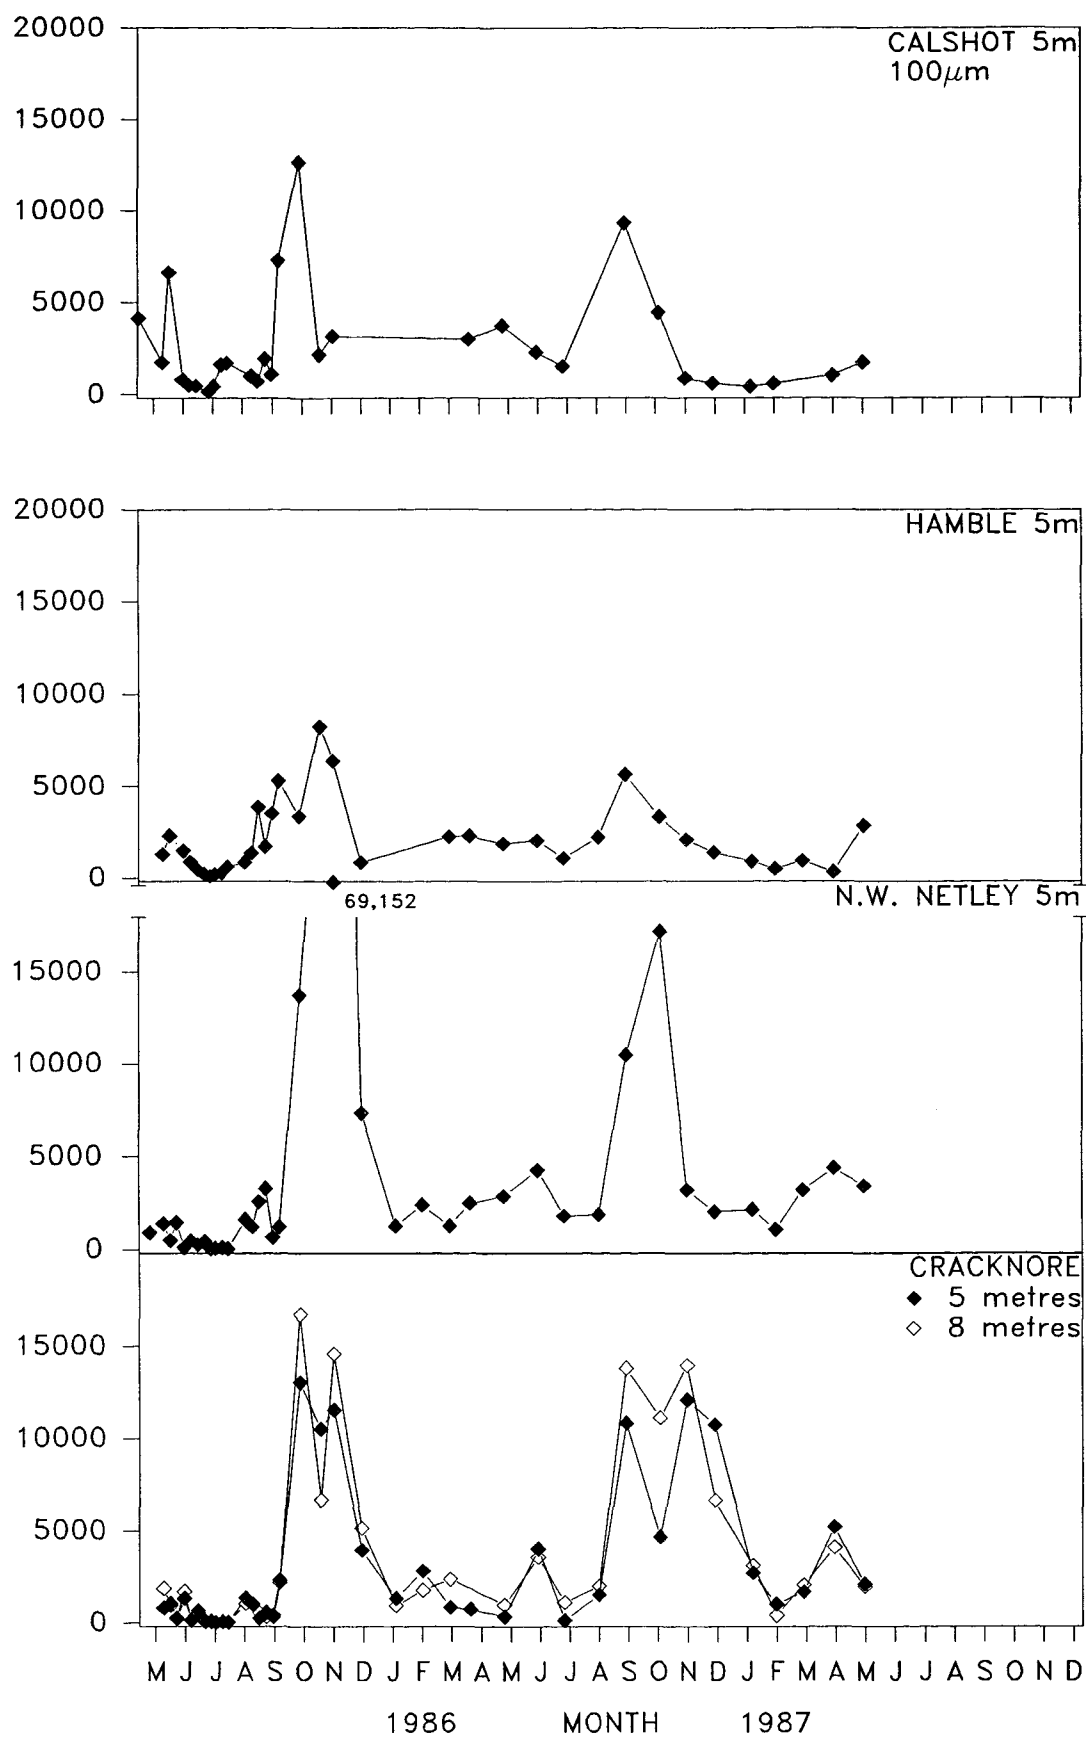 20000
CALSHOT 5m
100μm
15000
10000
5000
0
20000
HAMBLE 5m
15000
10000
5000
0
69,152
N.W. NETLEY 5m
15000
10000
5000
0
CRACKNORE
5 metres
8 metres
15000
10000
5000
0
M J J A S O N D J F M A M J J A S O N D J F M A M J J A S O N D
1986 MONTH 1987